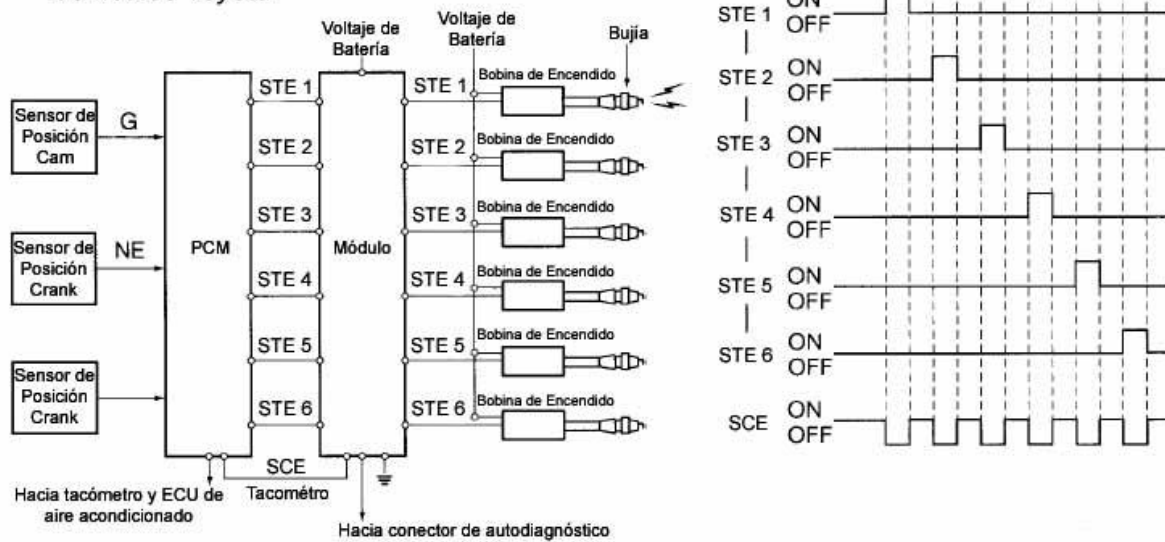 Voltaje de
Batería
Voltaje de
Batería
Bujía
Sensor de
Posición
Cam
G
Sensor de
Posición
Crank
NE
Sensor de
Posición
Crank
PCM
STE 1
STE 2
STE 3
STE 4
STE 5
STE 6
Módulo
STE 1
STE 2
STE 3
STE 4
STE 5
STE 6
Bobina de Encendido
Bobina de Encendido
Bobina de Encendido
Bobina de Encendido
Bobina de Encendido
Bobina de Encendido
SCE
Tacométro
Hacia tacómetro y ECU de
aire acondicionado
Hacia conector de autodiagnóstico
STE 1 ON
OFF
STE 2 ON
OFF
STE 3 ON
OFF
STE 4 ON
OFF
STE 5 ON
OFF
STE 6 ON
OFF
SCE ON
OFF